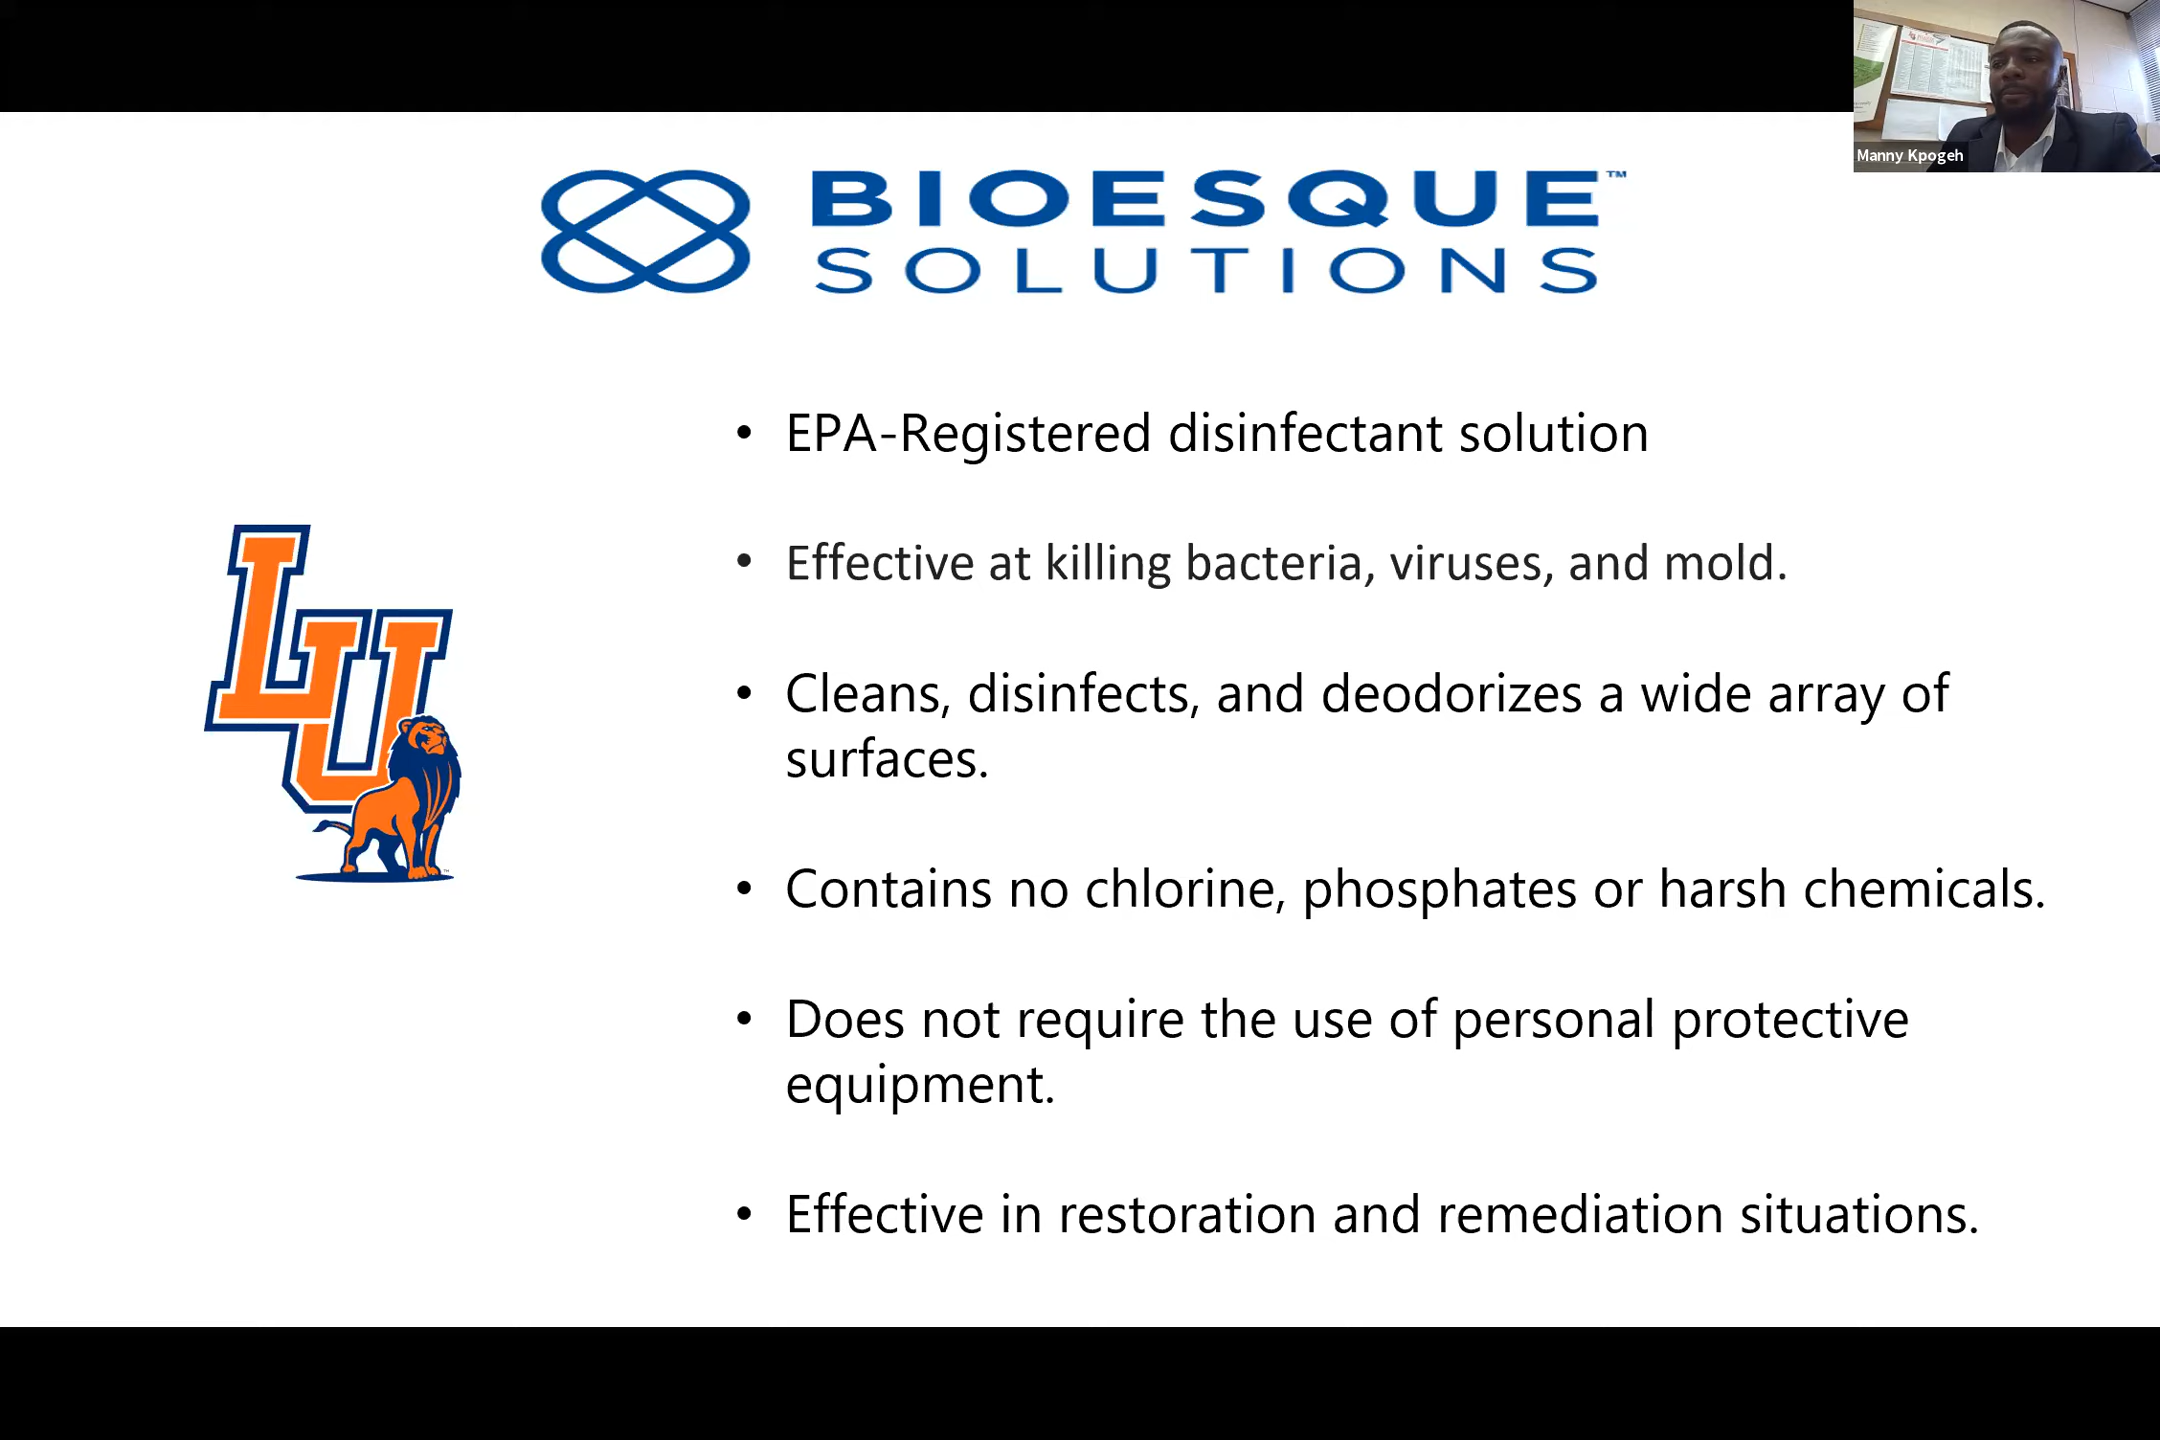 Manny Kpogeh
BIOESQUE™
SOLUTIONS
• EPA-Registered disinfectant solution
• Effective at killing bacteria, viruses, and mold.
• Cleans, disinfects, and deodorizes a wide array of
surfaces.
• Contains no chlorine, phosphates or harsh chemicals.
• Does not require the use of personal protective
equipment.
• Effective in restoration and remediation situations.
LU